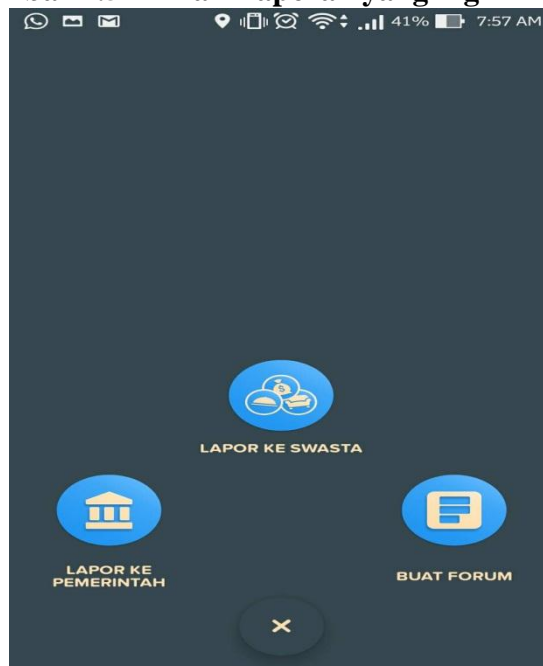 41% 7:57 AM
LAPOR KE SWASTA
LAPOR KE
PEMERINTAH
BUAT FORUM